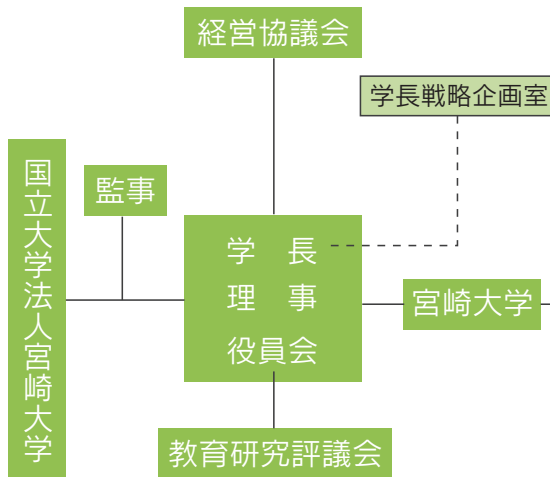 経営協議会
学長戦略企画室
国立大学法人宮崎大学
監事
学　長
理　事
役員会
宮崎大学
教育研究評議会